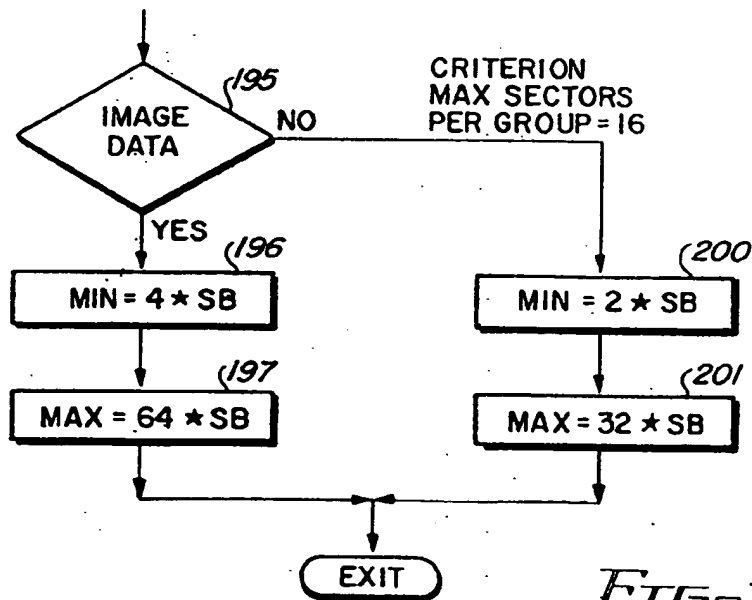 195
IMAGE
DATA
NO
CRITERION
MAX SECTORS
PER GROUP = 16
YES
196
MIN = 4 * SB
200
MIN = 2 * SB
197
MAX = 64 * SB
201
MAX = 32 * SB
EXIT